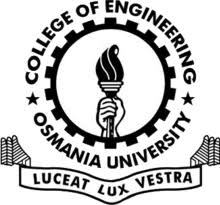 COLLEGE OF ENGINEERING
OSMANIA UNIVERSITY
LUCEAT LUX VESTRA